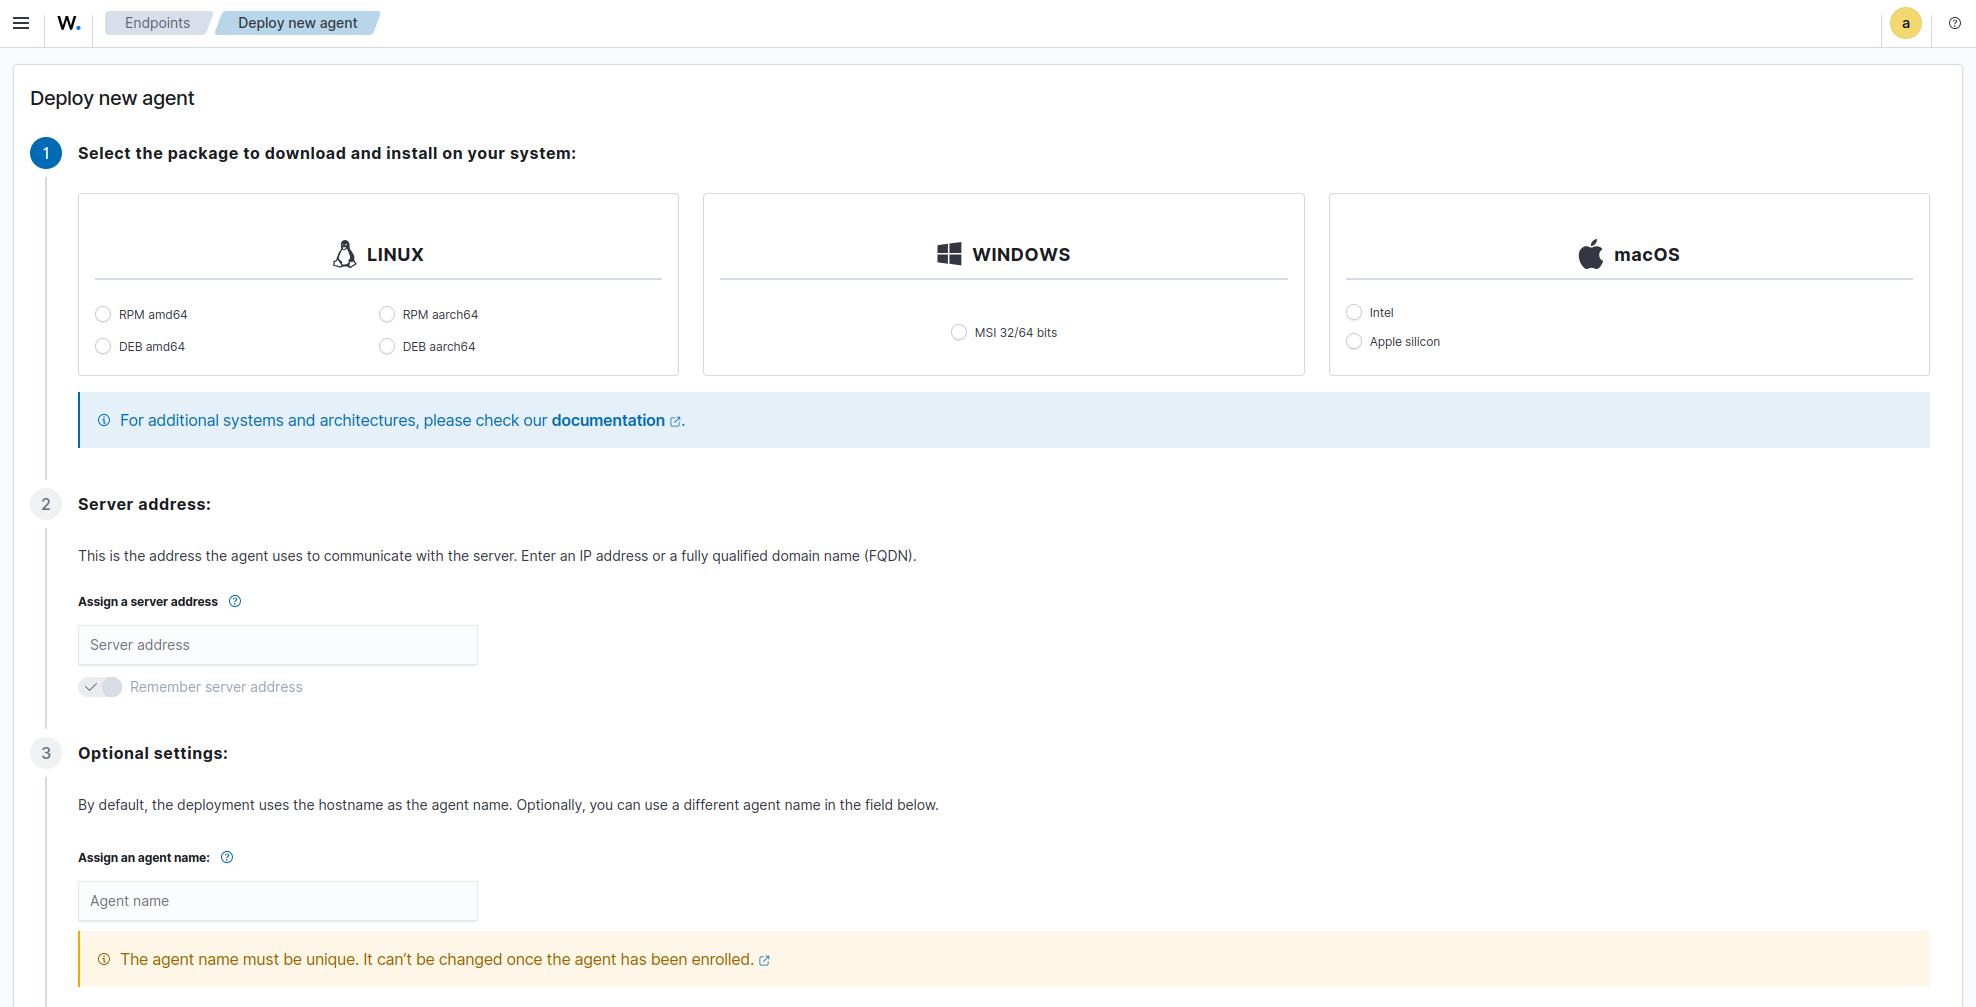 W.
Endpoints
Deploy new agent
a
Deploy new agent
1
Select the package to download and install on your system:
LINUX
RPM amd64
RPM aarch64
DEB amd64
DEB aarch64
WINDOWS
MSI 32/64 bits
macOS
Intel
Apple silicon
For additional systems and architectures, please check our documentation.
2
Server address:
This is the address the agent uses to communicate with the server. Enter an IP address or a fully qualified domain name (FQDN).
Assign a server address
Server address
Remember server address
3
Optional settings:
By default, the deployment uses the hostname as the agent name. Optionally, you can use a different agent name in the field below.
Assign an agent name:
Agent name
The agent name must be unique. It can’t be changed once the agent has been enrolled.